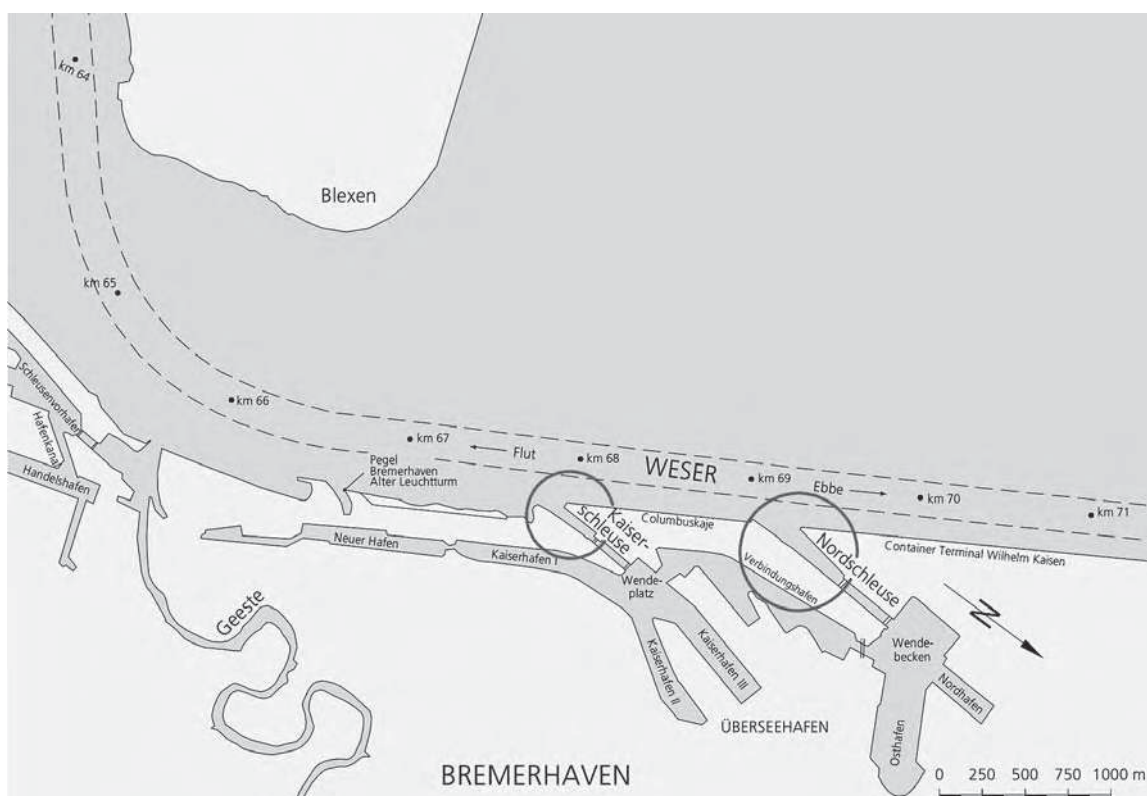 km 64
Blexen
km 65
km 66
km 67
Flut
km 68
WESER
km 69
Ebbe
km 70
km 71
Schleusenvorhafen
Hafenkanal
Handelshafen
Pegel
Bremerhaven
Alter Leuchtturm
Kaiser-
schleuse
Columbuskaje
Nordschleuse
Container Terminal Wilhelm Kaisen
Neuer Hafen
Kaiserhafen I
Wende-
platz
Verbindungshafen
N
Geeste
Kaiserhafen II
Kaiserhafen III
Wende-
becken
Nordhafen
Osthafen
ÜBERSEEHAFEN
BREMERHAVEN
0 250 500 750 1000 m